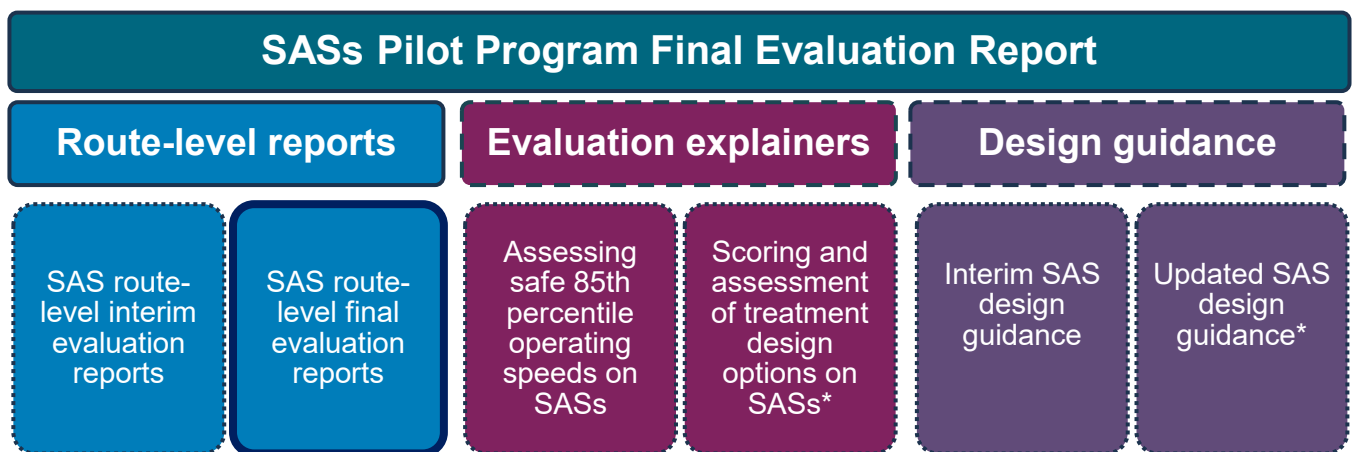 SASs Pilot Program Final Evaluation Report
Route-level reports
Evaluation explainers
Design guidance
SAS route-
level interim
evaluation
reports
SAS route-
level final
evaluation
reports
Assessing
safe 85th
percentile
operating
speeds on
SASs
Scoring and
assessment
of treatment
design
options on
SASs*
Interim SAS
design
guidance
Updated SAS
design
guidance*